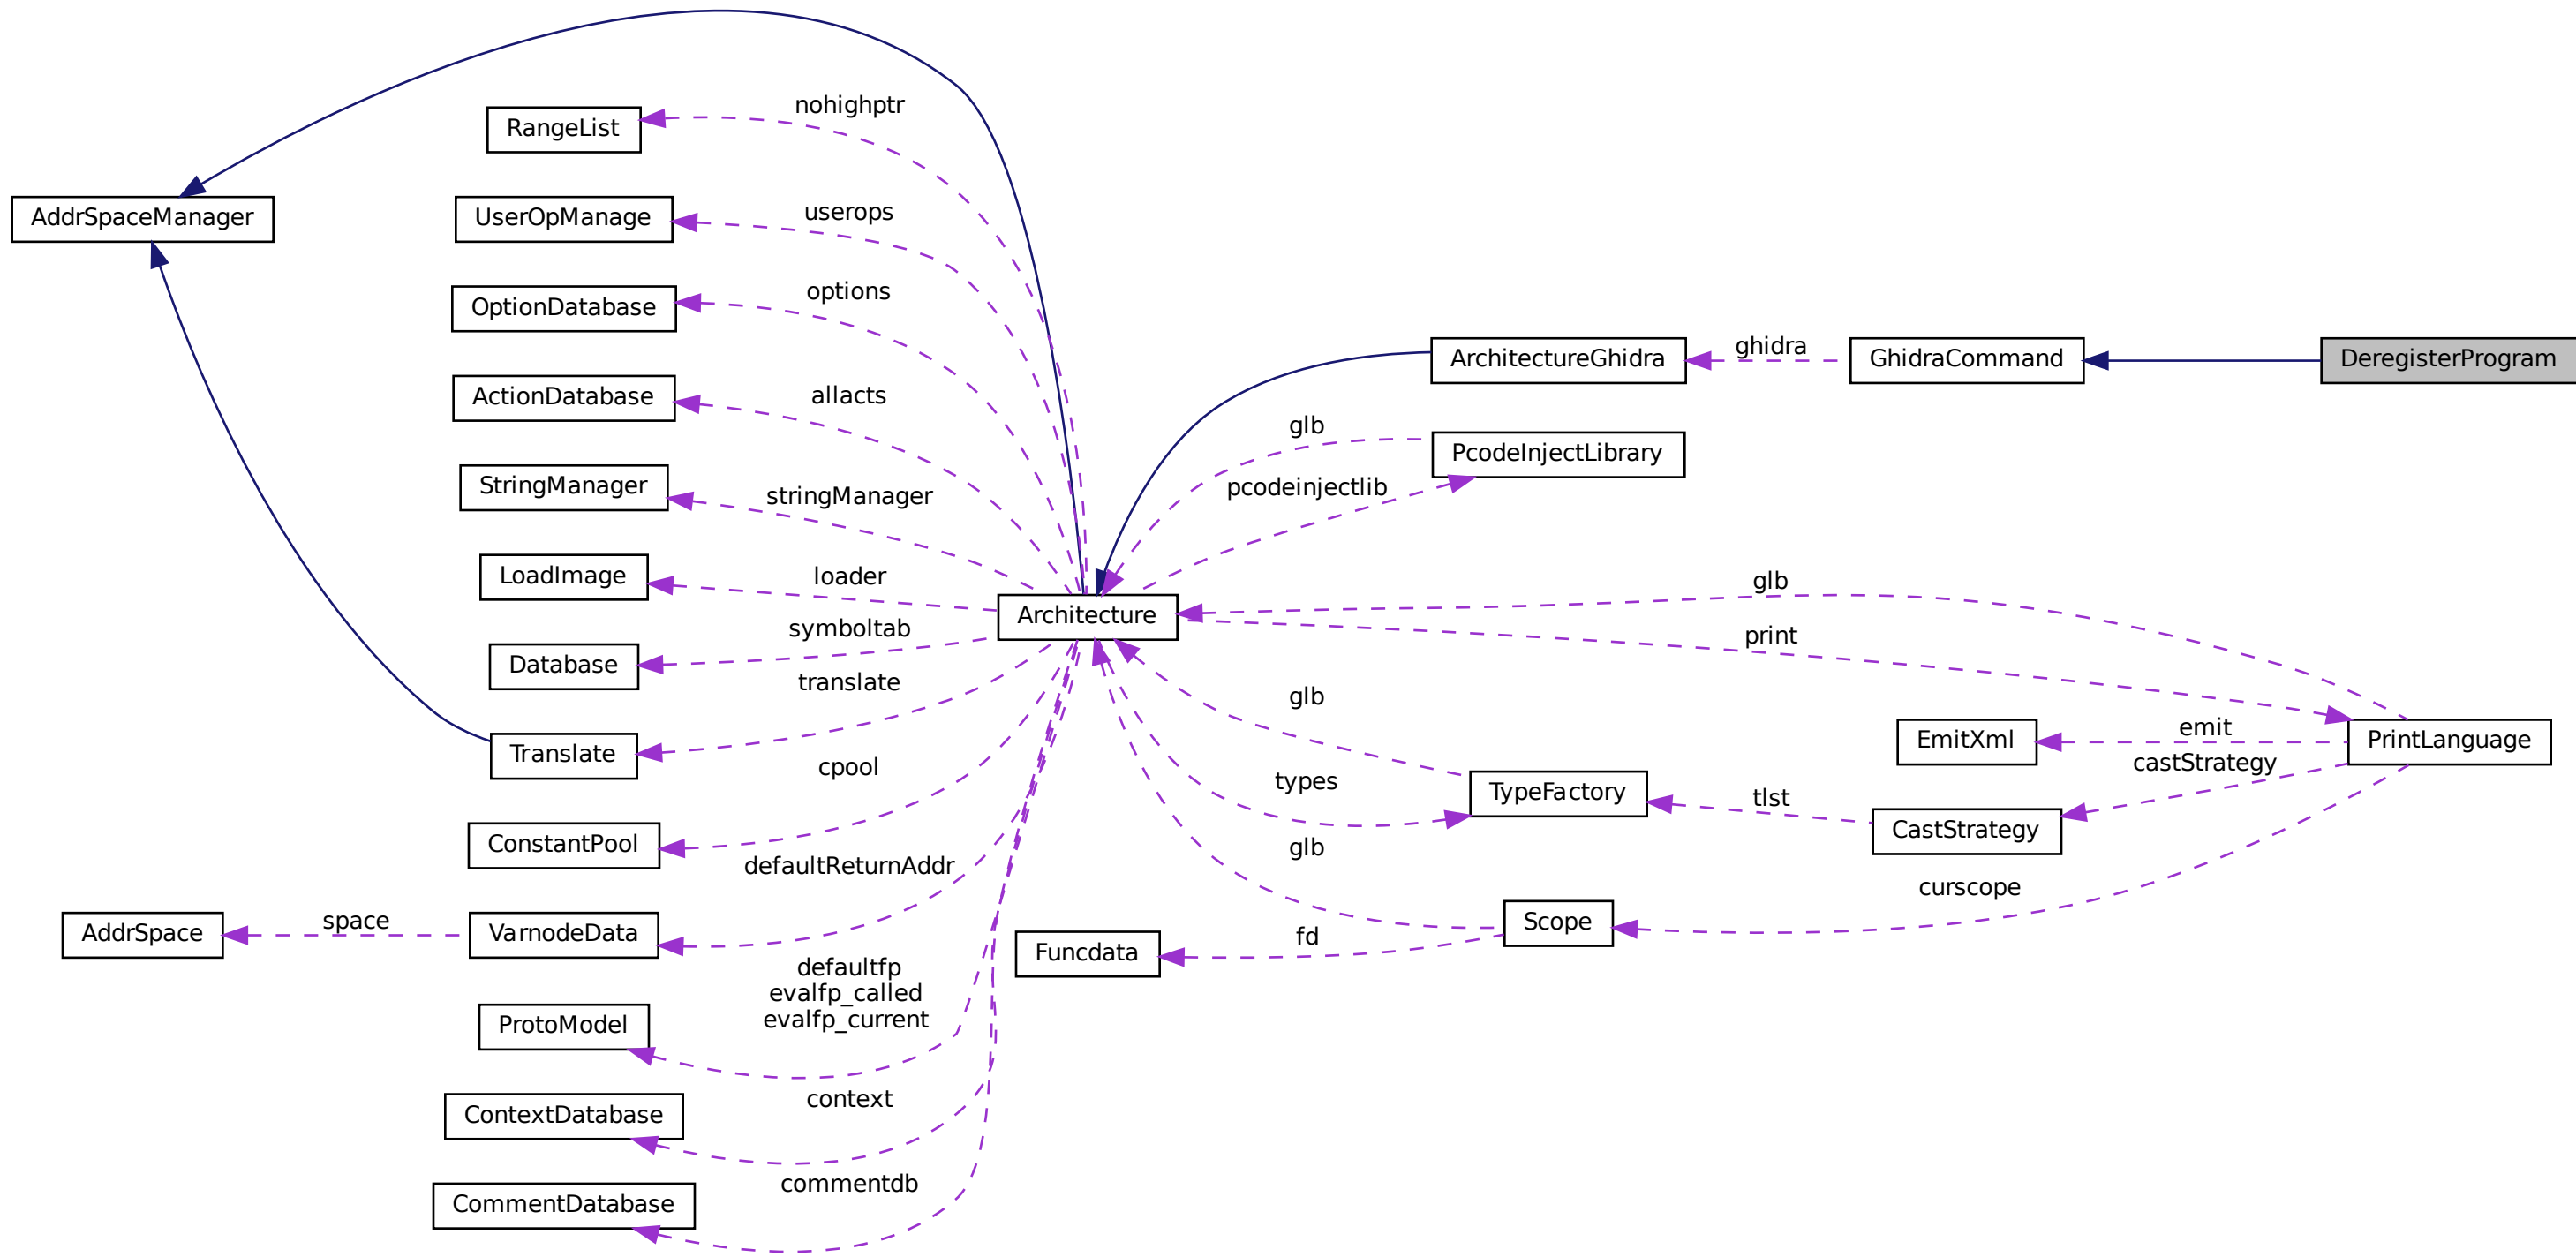 nohighptr
RangeList
AddrSpaceManager
UserOpManage
userops
OptionDatabase
options
ActionDatabase
allacts
StringManager
stringManager
LoadImage
loader
Database
symboltab
Translate
translate
ConstantPool
cpool
defaultReturnAddr
AddrSpace
space
VarnodeData
ProtoModel
defaultfp
evalfp_called
evalfp_current
ContextDatabase
context
CommentDatabase
commentdb
Architecture
ArchitectureGhidra
ghidra
GhidraCommand
DeregisterProgram
glb
PcodeInjectLibrary
pcodeinjectlib
glb
print
glb
types
TypeFactory
tlst
glb
Scope
fd
Funcdata
EmitXml
emit
PrintLanguage
castStrategy
CastStrategy
curscope